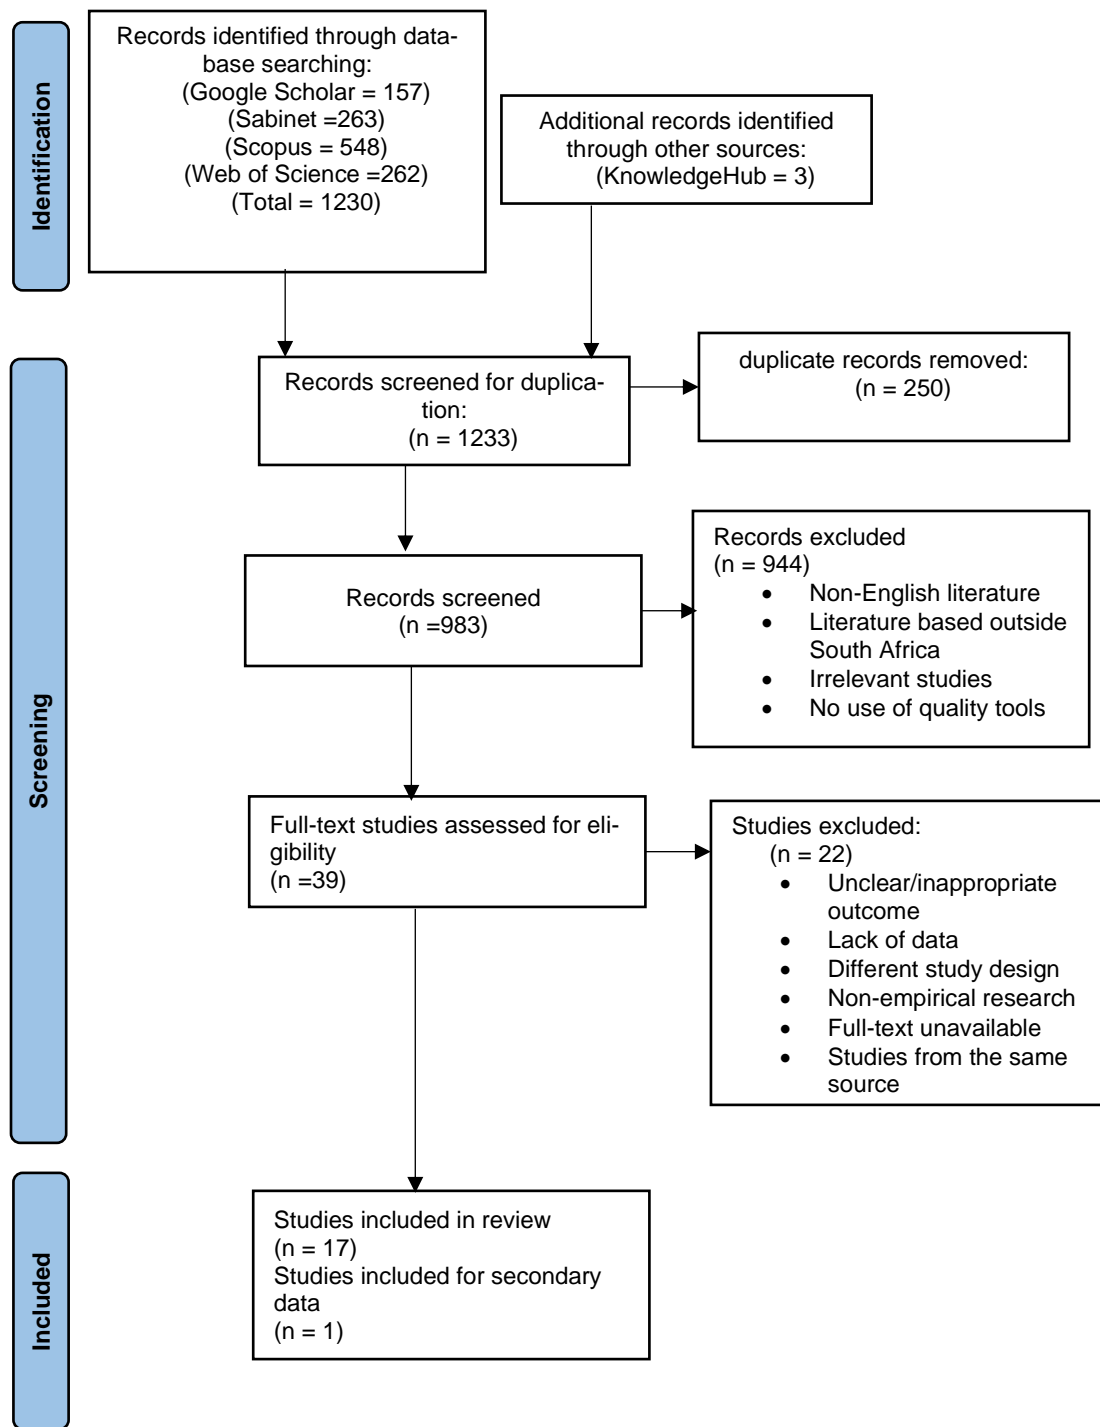 Identification
Records identified through data-
base searching:
(Google Scholar = 157)
(Sabinet =263)
(Scopus = 548)
(Web of Science =262)
(Total = 1230)
Additional records identified
through other sources:
(KnowledgeHub = 3)
Screening
Records screened for duplica-
tion:
(n = 1233)
duplicate records removed:
(n = 250)
Records screened
(n =983)
Records excluded
(n = 944)
• Non-English literature
• Literature based outside
South Africa
• Irrelevant studies
• No use of quality tools
Full-text studies assessed for eli-
gibility
(n =39)
Studies excluded:
(n = 22)
• Unclear/inappropriate
outcome
• Lack of data
• Different study design
• Non-empirical research
• Full-text unavailable
• Studies from the same
source
Included
Studies included in review
(n = 17)
Studies included for secondary
data
(n = 1)